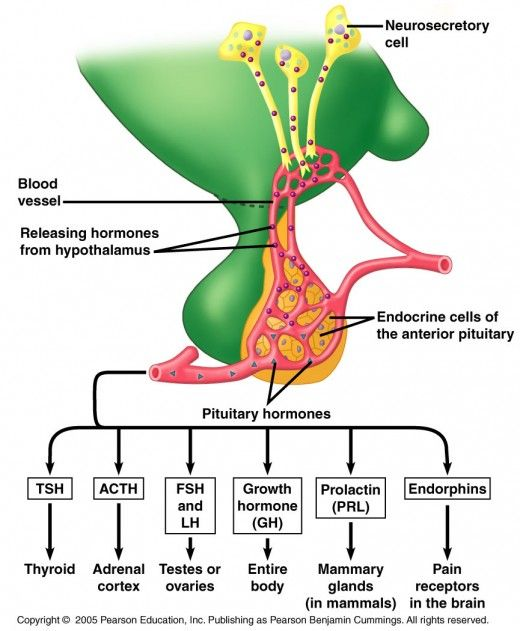 Neurosecretory
cell
Blood
vessel
Releasing hormones
from hypothalamus
Endocrine cells of
the anterior pituitary
Pituitary hormones
TSH
ACTH
FSH
and
LH
Growth
hormone
(GH)
Prolactin
(PRL)
Endorphins
Thyroid
Adrenal
cortex
Testes or
ovaries
Entire
body
Mammary
glands
(in mammals)
Pain
receptors
in the brain
Copyright © 2005 Pearson Education, Inc. Publishing as Pearson Benjamin Cummings. All rights reserved.